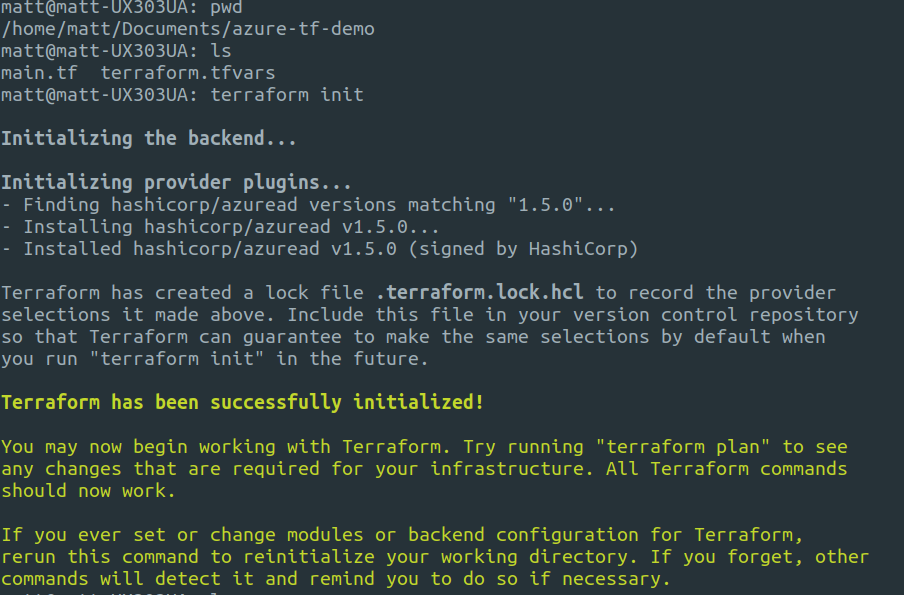 matt@matt-UX303UA: pwd
/home/matt/Documents/azure-tf-demo
matt@matt-UX303UA: ls
main.tf  terraform.tfvars
matt@matt-UX303UA: terraform init
Initializing the backend...
Initializing provider plugins...
- Finding hashicorp/azuread versions matching "1.5.0"...
- Installing hashicorp/azuread v1.5.0...
- Installed hashicorp/azuread v1.5.0 (signed by HashiCorp)
Terraform has created a lock file .terraform.lock.hcl to record the provider
selections it made above. Include this file in your version control repository
so that Terraform can guarantee to make the same selections by default when
you run "terraform init" in the future.
Terraform has been successfully initialized!
You may now begin working with Terraform. Try running "terraform plan" to see
any changes that are required for your infrastructure. All Terraform commands
should now work.
If you ever set or change modules or backend configuration for Terraform,
rerun this command to reinitialize your working directory. If you forget, other
commands will detect it and remind you to do so if necessary.